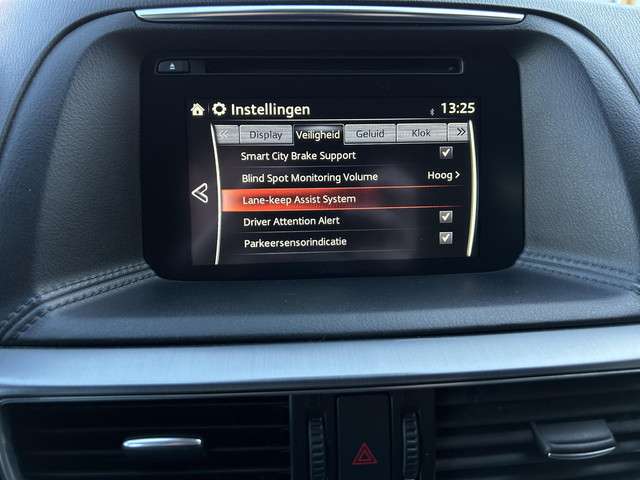 Instellingen 13:25
Display Veiligheid Geluid Klok
Smart City Brake Support
Blind Spot Monitoring Volume Hoog
Lane-keep Assist System
Driver Attention Alert
Parkeersensorindicatie